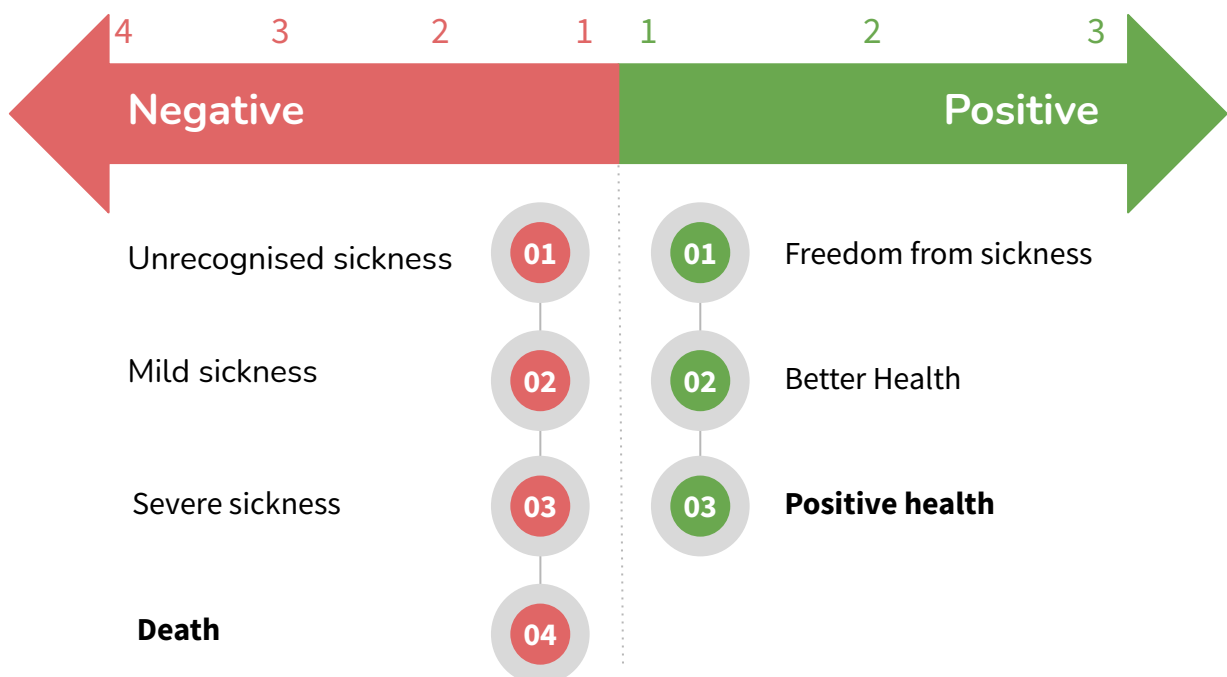 4 3 2 1 1 2 3
Negative Positive
Unrecognised sickness 01 01 Freedom from sickness
Mild sickness 02 02 Better Health
Severe sickness 03 03 Positive health
Death 04